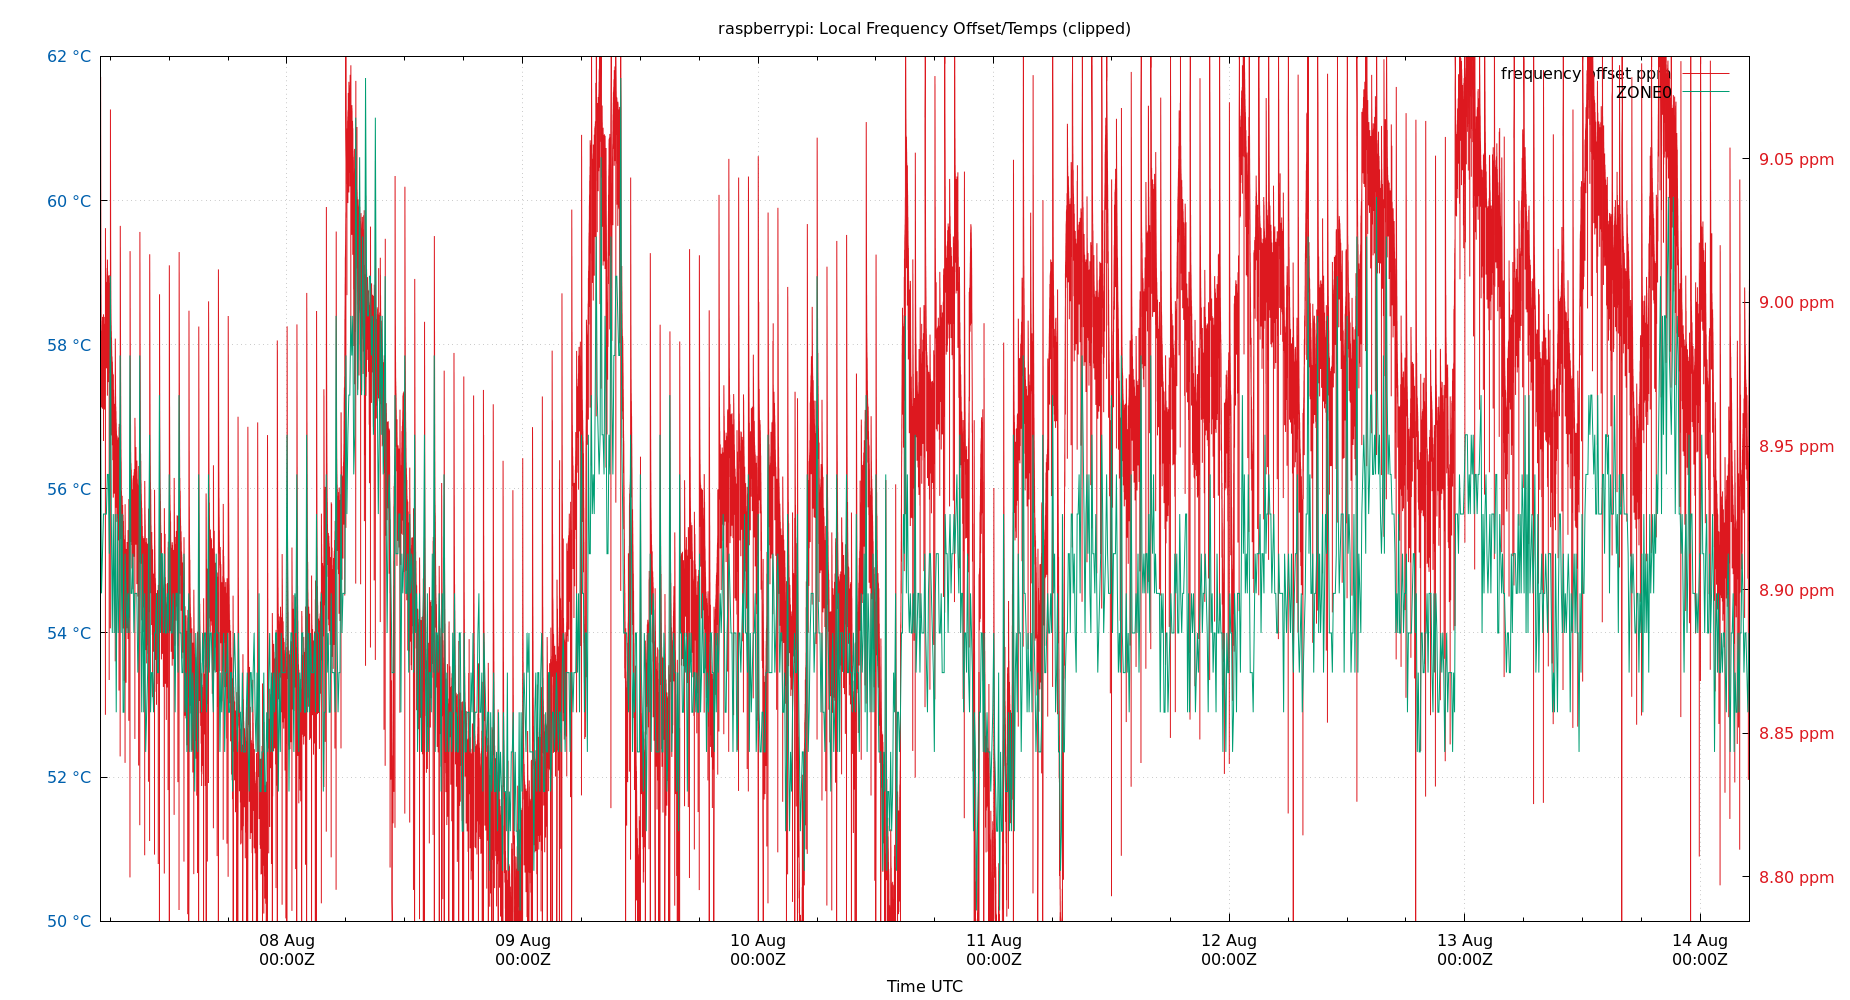 raspberrypi: Local Frequency Offset/Temps (clipped)
62 °C
60 °C
58 °C
56 °C
54 °C
52 °C
50 °C
frequency offset ppm
ZONE0
9.05 ppm
9.00 ppm
8.95 ppm
8.90 ppm
8.85 ppm
8.80 ppm
08 Aug
00:00Z
09 Aug
00:00Z
10 Aug
00:00Z
11 Aug
00:00Z
12 Aug
00:00Z
13 Aug
00:00Z
14 Aug
00:00Z
Time UTC